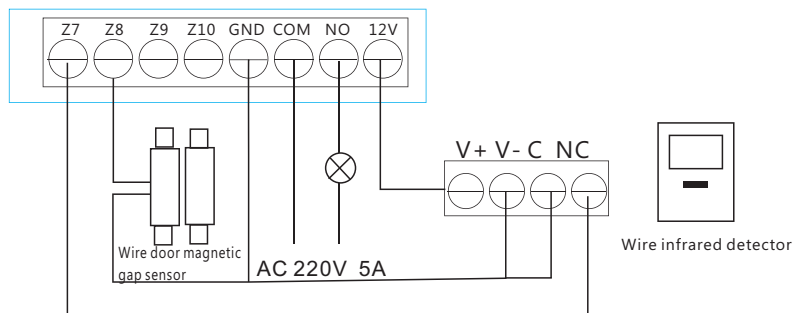 Z7 Z8 Z9 Z10 GND COM NO 12V
V+ V- C NC
Wire infrared detector
Wire door magnetic
gap sensor
AC 220V 5A